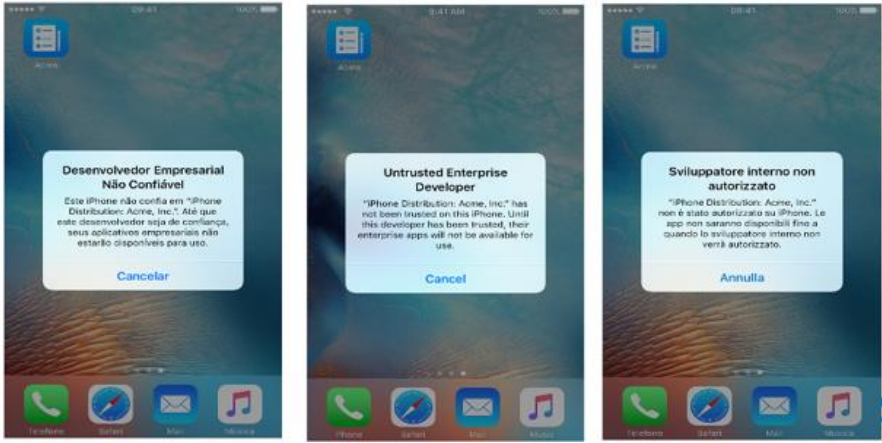 09:41
100%
Acme
Desenvolvedor Empresarial
Não Confiável
Este iPhone não confia em "iPhone
Distribution: Acme, Inc.". Até que
este desenvolvedor seja de confiança,
seus aplicativos empresariais não
estarão disponíveis para uso.
Cancelar
Telefone
Safari
Mail
Música
9:41 AM
100%
Acme
Untrusted Enterprise
Developer
"iPhone Distribution: Acme, Inc." has
not been trusted on this iPhone. Until
this developer has been trusted, their
enterprise apps will not be available for
use.
Cancel
Phone
Safari
Mail
Music
09:41
100%
Acme
Sviluppatore interno non
autorizzato
"iPhone Distribution: Acme, Inc."
non è stato autorizzato su iPhone. Le
app non saranno disponibili fino a
quando lo sviluppatore interno non
verrà autorizzato.
Annulla
Telefono
Safari
Mail
Musica